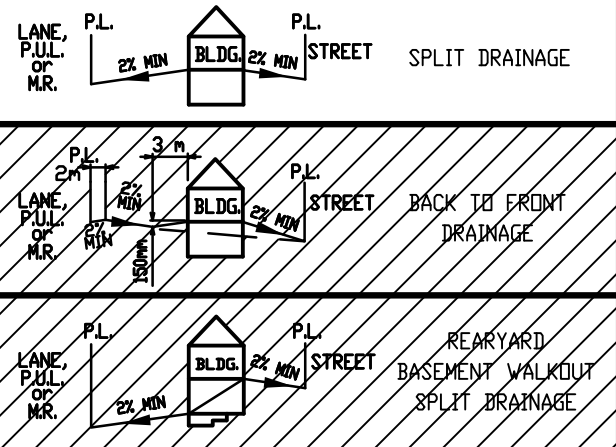 P.L.
P.L.
LANE,
P.U.L.
or
M.R.
2% MIN
BLDG.
2% MIN
STREET
SPLIT DRAINAGE
3 m
P.L.
2m
P.L.
LANE,
P.U.L.
or
M.R.
2%
MIN
2%
MIN
150mm
BLDG.
2% MIN
STREET
BACK TO FRONT
DRAINAGE
P.L.
P.L.
LANE,
P.U.L.
or
M.R.
2% MIN
BLDG.
2% MIN
STREET
REARYARD
BASEMENT WALKOUT
SPLIT DRAINAGE